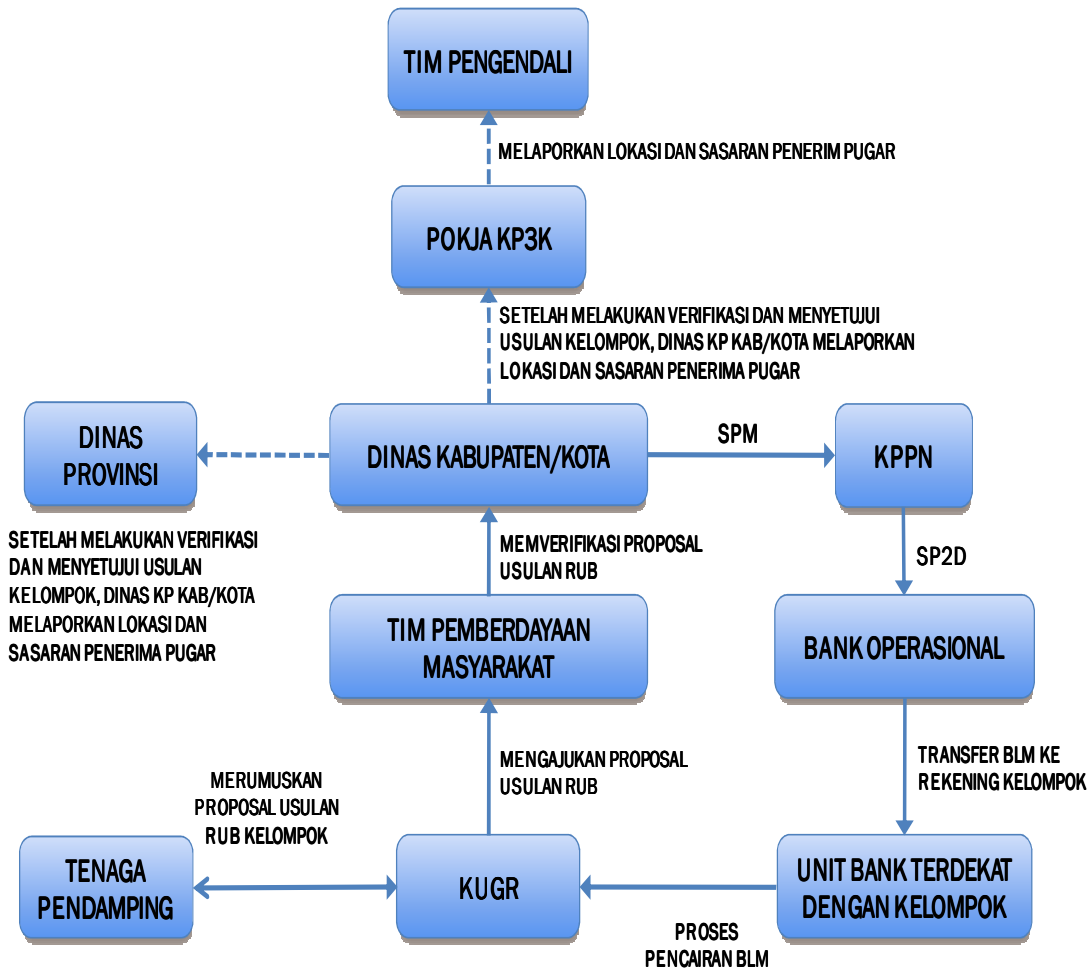 TIM PENGENDALI
MELAPORKAN LOKASI DAN SASARAN PENERIM PUGAR
POKJA KP3K
SETELAH MELAKUKAN VERIFIKASI DAN MENYETUJUI
USULAN KELOMPOK, DINAS KP KAB/KOTA MELAPORKAN
LOKASI DAN SASARAN PENERIMA PUGAR
DINAS
PROVINSI
DINAS KABUPATEN/KOTA
SPM
KPPN
SETELAH MELAKUKAN VERIFIKASI
DAN MENYETUJUI USULAN
KELOMPOK, DINAS KP KAB/KOTA
MELAPORKAN LOKASI DAN
SASARAN PENERIMA PUGAR
MEMVERIFIKASI PROPOSAL
USULAN RUB
SP2D
TIM PEMBERDAYAAN
MASYARAKAT
BANK OPERASIONAL
MENGAJUKAN PROPOSAL
USULAN RUB
TRANSFER BLM KE
REKENING KELOMPOK
MERUMUSKAN
PROPOSAL USULAN
RUB KELOMPOK
TENAGA
PENDAMPING
KUGR
UNIT BANK TERDEKAT
DENGAN KELOMPOK
PROSES
PENCAIRAN BLM